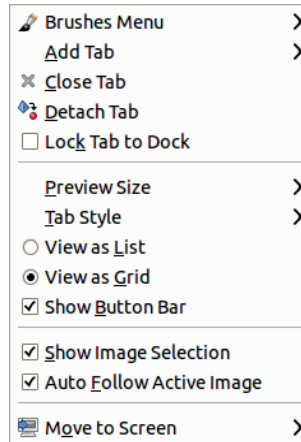 Brushes Menu
Add Tab
Close Tab
Detach Tab
Lock Tab to Dock
Preview Size
Tab Style
View as List
View as Grid
Show Button Bar
Show Image Selection
Auto Follow Active Image
Move to Screen